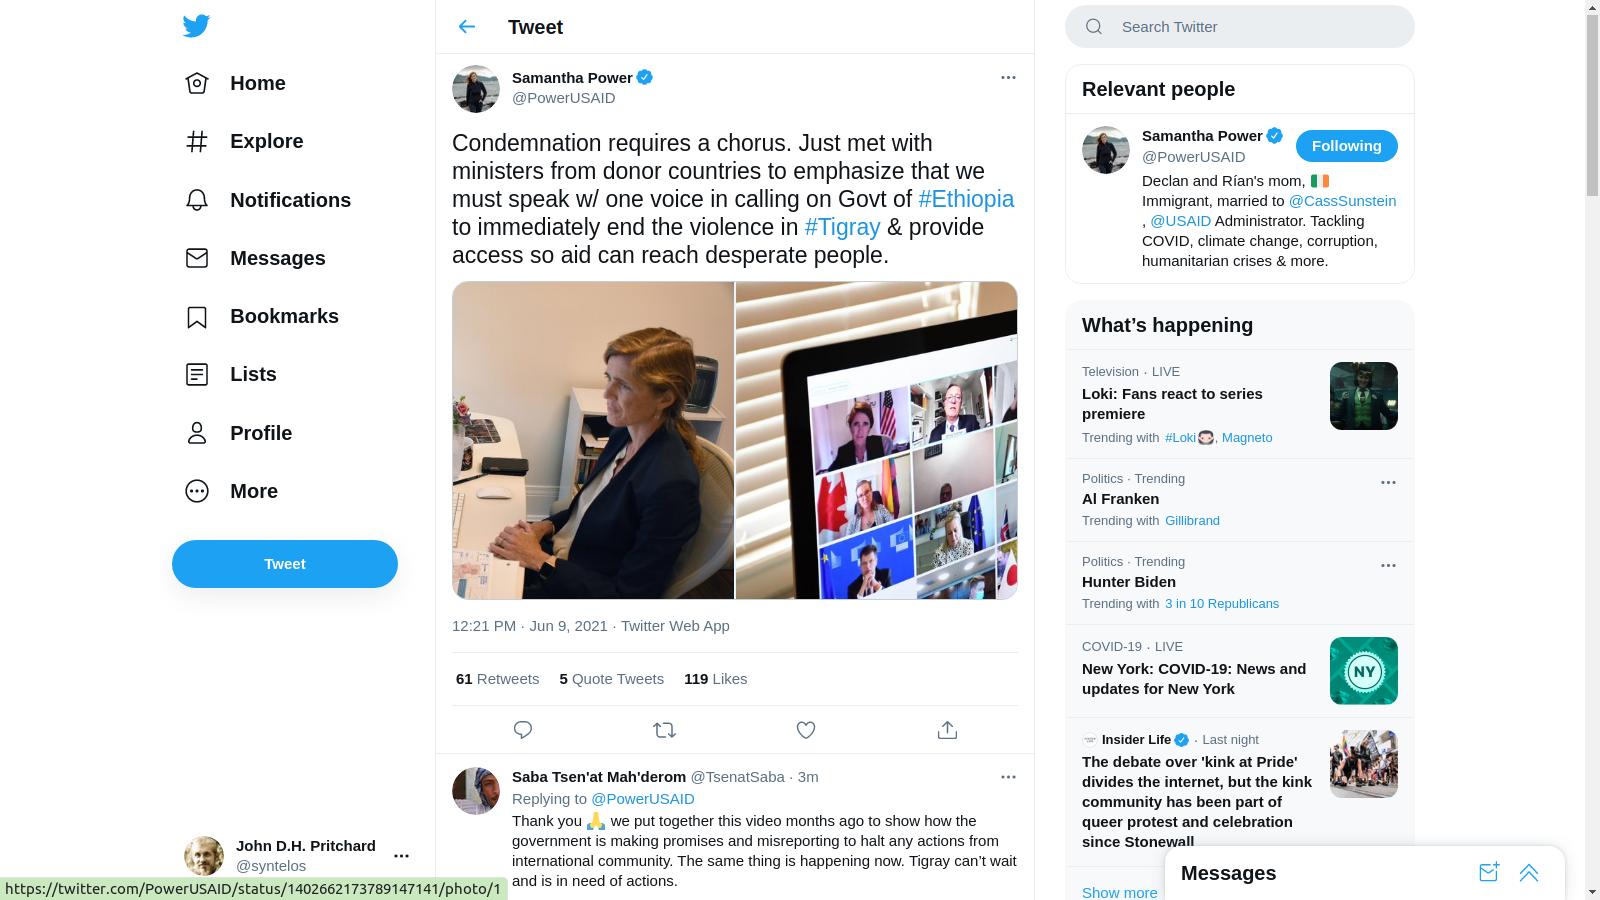 Home
Explore
Notifications
Messages
Bookmarks
Lists
Profile
More
Tweet
John D.H. Pritchard
@syntelos
https://twitter.com/PowerUSAID/status/1402662173789147141/photo/1
Tweet
Samantha Power
@PowerUSAID
Condemnation requires a chorus. Just met with
ministers from donor countries to emphasize that we
must speak w/ one voice in calling on Govt of #Ethiopia
to immediately end the violence in #Tigray & provide
access so aid can reach desperate people.
12:21 PM · Jun 9, 2021 · Twitter Web App
61 Retweets 5 Quote Tweets 119 Likes
Saba Tsen'at Mah'derom @TsenatSaba · 3m
Replying to @PowerUSAID
Thank you 🙏 we put together this video months ago to show how the
government is making promises and misreporting to halt any actions from
international community. The same thing is happening now. Tigray can’t wait
and is in need of actions.
Search Twitter
Relevant people
Samantha Power
@PowerUSAID
Following
Declan and Rían's mom, 🇮🇪
Immigrant, married to @CassSunstein
, @USAID Administrator. Tackling
COVID, climate change, corruption,
humanitarian crises & more.
What’s happening
Television · LIVE
Loki: Fans react to series
premiere
Trending with #Loki, Magneto
Politics · Trending
Al Franken
Trending with Gillibrand
Politics · Trending
Hunter Biden
Trending with 3 in 10 Republicans
COVID-19 · LIVE
New York: COVID-19: News and
updates for New York
NY
Insider Life · Last night
The debate over 'kink at Pride'
divides the internet, but the kink
community has been part of
queer protest and celebration
since Stonewall
Show more
Messages